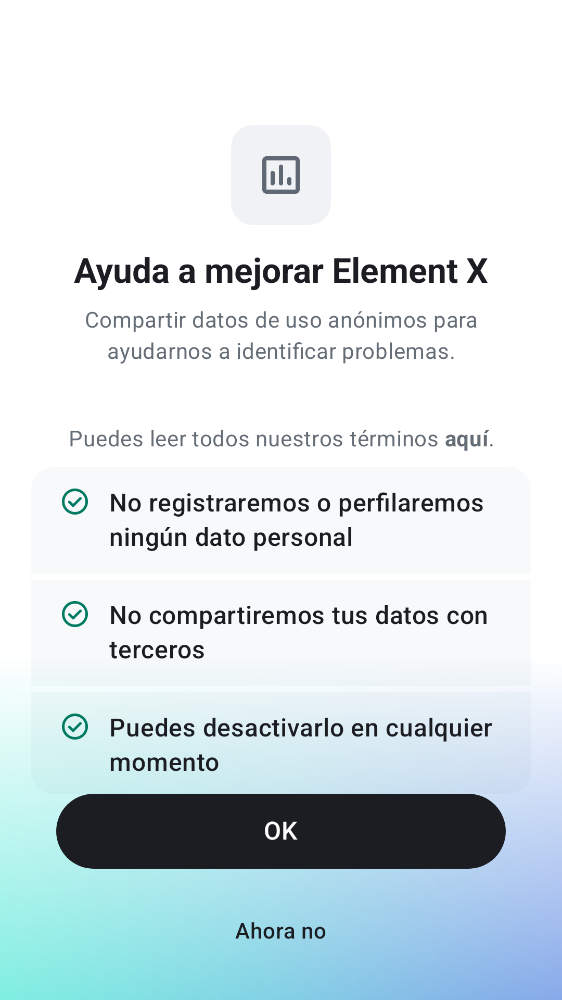 Ayuda a mejorar Element X
Compartir datos de uso anónimos para
ayudarnos a identificar problemas.
Puedes leer todos nuestros términos aquí.
No registraremos o perfilaremos
ningún dato personal
No compartiremos tus datos con
terceros
Puedes desactivarlo en cualquier
momento
OK
Ahora no